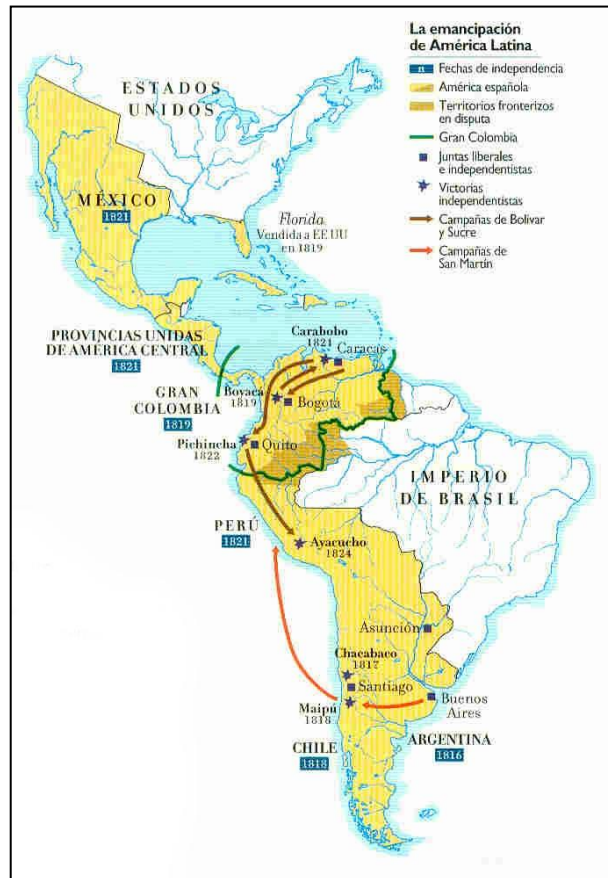 La emancipación
de América Latina
n Fechas de independencia
América española
Territorios fronterizos
en disputa
Gran Colombia
Juntas liberales
e independentistas
Victorias
independentistas
Campañas de Bolívar
y Sucre
Campañas de
San Martín
ESTADOS
UNIDOS
MÉXICO
1821
Florida
Vendida a EE UU
en 1819
PROVINCIAS UNIDAS
DE AMÉRICA CENTRAL
1821
Carabobo
1821
Caracas
GRAN
COLOMBIA
1819
Boyaca
1819
Bogotá
Pichincha
1822
Quito
IMPERIO
DE BRASIL
PERÚ
1821
Ayacucho
1824
Asunción
Chacabaco
1817
Santiago
Maipú
1818
Buenos
Aires
CHILE
1818
ARGENTINA
1816